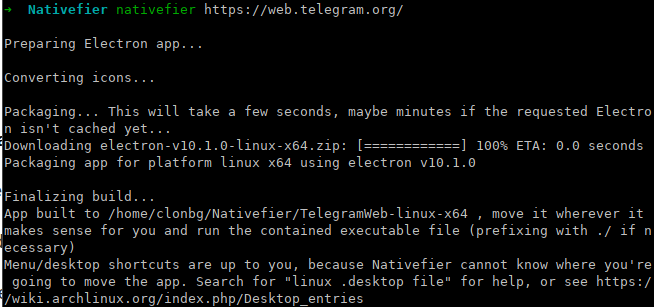 → Nativefier nativefier https://web.telegram.org/
Preparing Electron app...
Converting icons...
Packaging... This will take a few seconds, maybe minutes if the requested Electro
n isn't cached yet...
Downloading electron-v10.1.0-linux-x64.zip: [============] 100% ETA: 0.0 seconds
Packaging app for platform linux x64 using electron v10.1.0
Finalizing build...
App built to /home/clonbg/Nativefier/TelegramWeb-linux-x64 , move it wherever it
makes sense for you and run the contained executable file (prefixing with ./ if n
ecessary)
Menu/desktop shortcuts are up to you, because Nativefier cannot know where you're
 going to move the app. Search for "linux .desktop file" for help, or see https:/
/wiki.archlinux.org/index.php/Desktop_entries